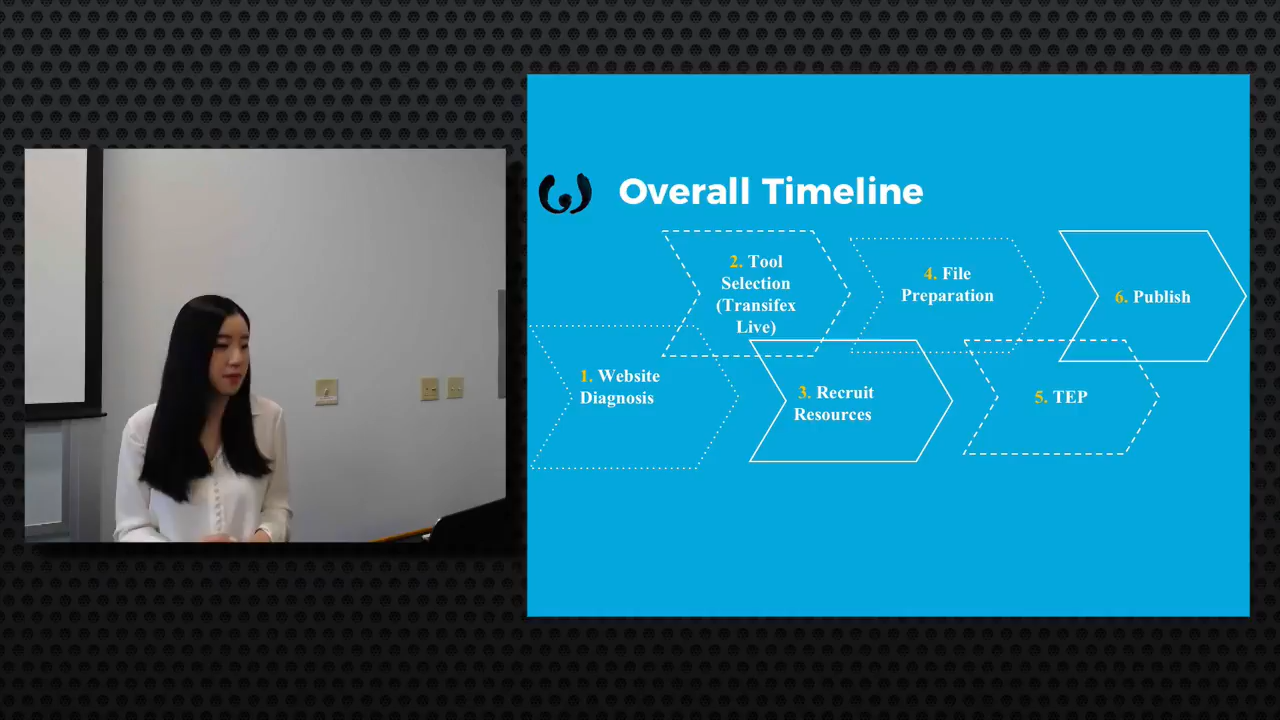 Overall Timeline
1. Website
Diagnosis
2. Tool
Selection
(Transifex
Live)
3. Recruit
Resources
4. File
Preparation
5. TEP
6. Publish